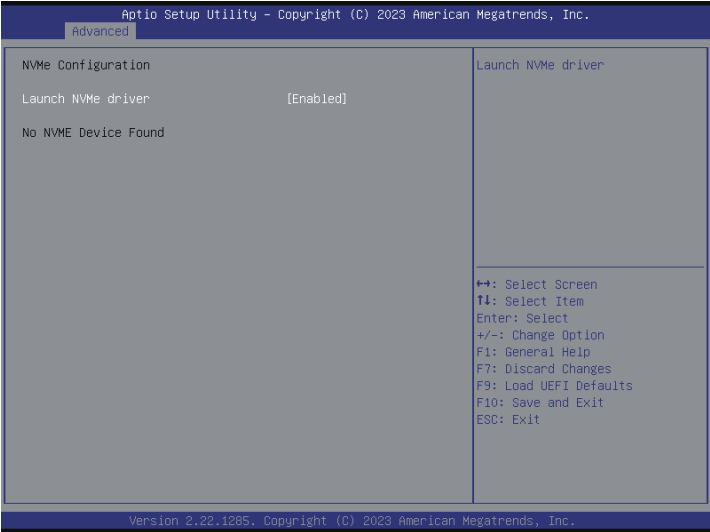 Aptio Setup Utility – Copyright (C) 2023 American Megatrends, Inc.
Advanced
NVMe Configuration
Launch NVMe driver [Enabled]
No NVME Device Found
Launch NVMe driver
↔: Select Screen
↑↓: Select Item
Enter: Select
+/-: Change Option
F1: General Help
F7: Discard Changes
F9: Load UEFI Defaults
F10: Save and Exit
ESC: Exit
Version 2.22.1285. Copyright (C) 2023 American Megatrends, Inc.